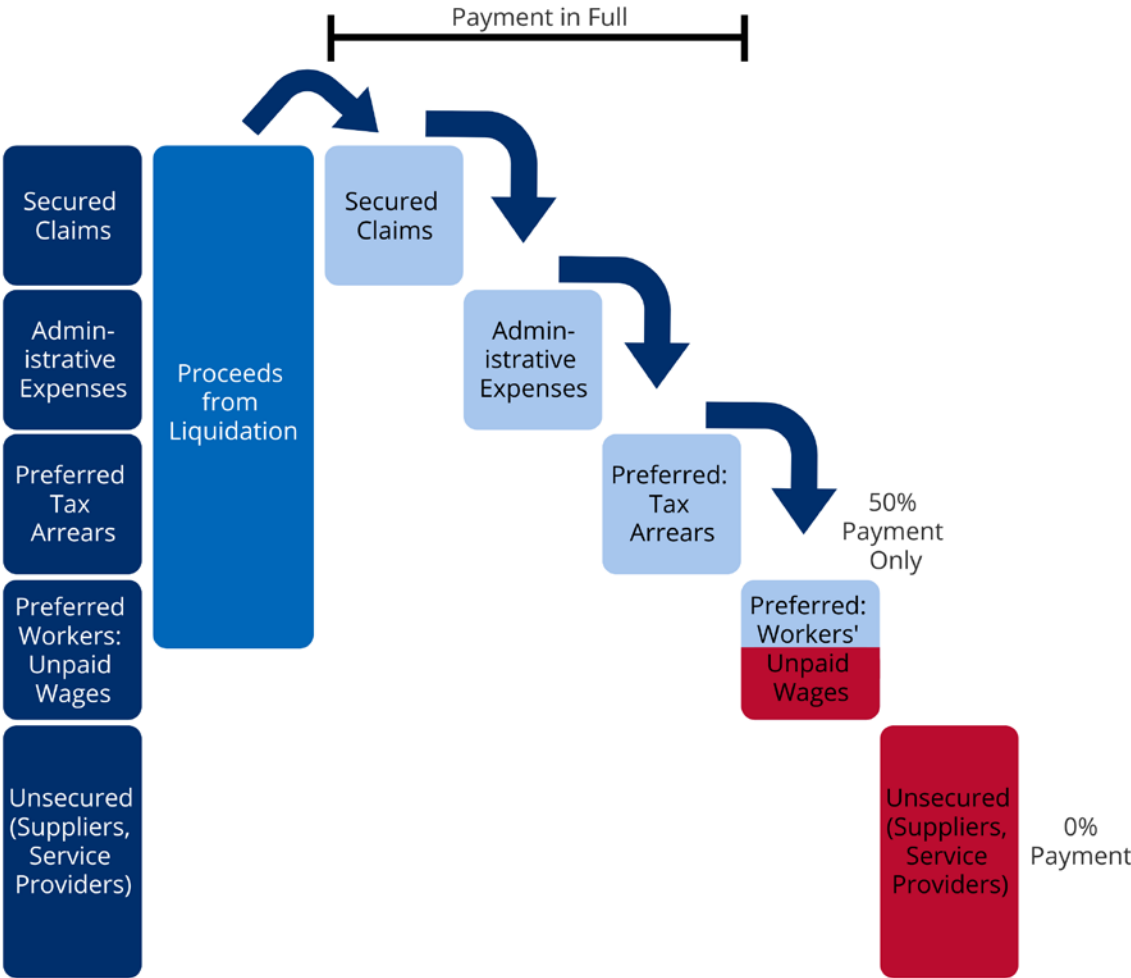 Payment in Full
Secured
Claims
Admin-
istrative
Expenses
Preferred
Tax
Arrears
Preferred
Workers:
Unpaid
Wages
Unsecured
(Suppliers,
Service
Providers)
Proceeds
from
Liquidation
Secured
Claims
Admin-
istrative
Expenses
Preferred:
Tax
Arrears
50%
Payment
Only
Preferred:
Workers'
Unpaid
Wages
Unsecured
(Suppliers,
Service
Providers)
0%
Payment